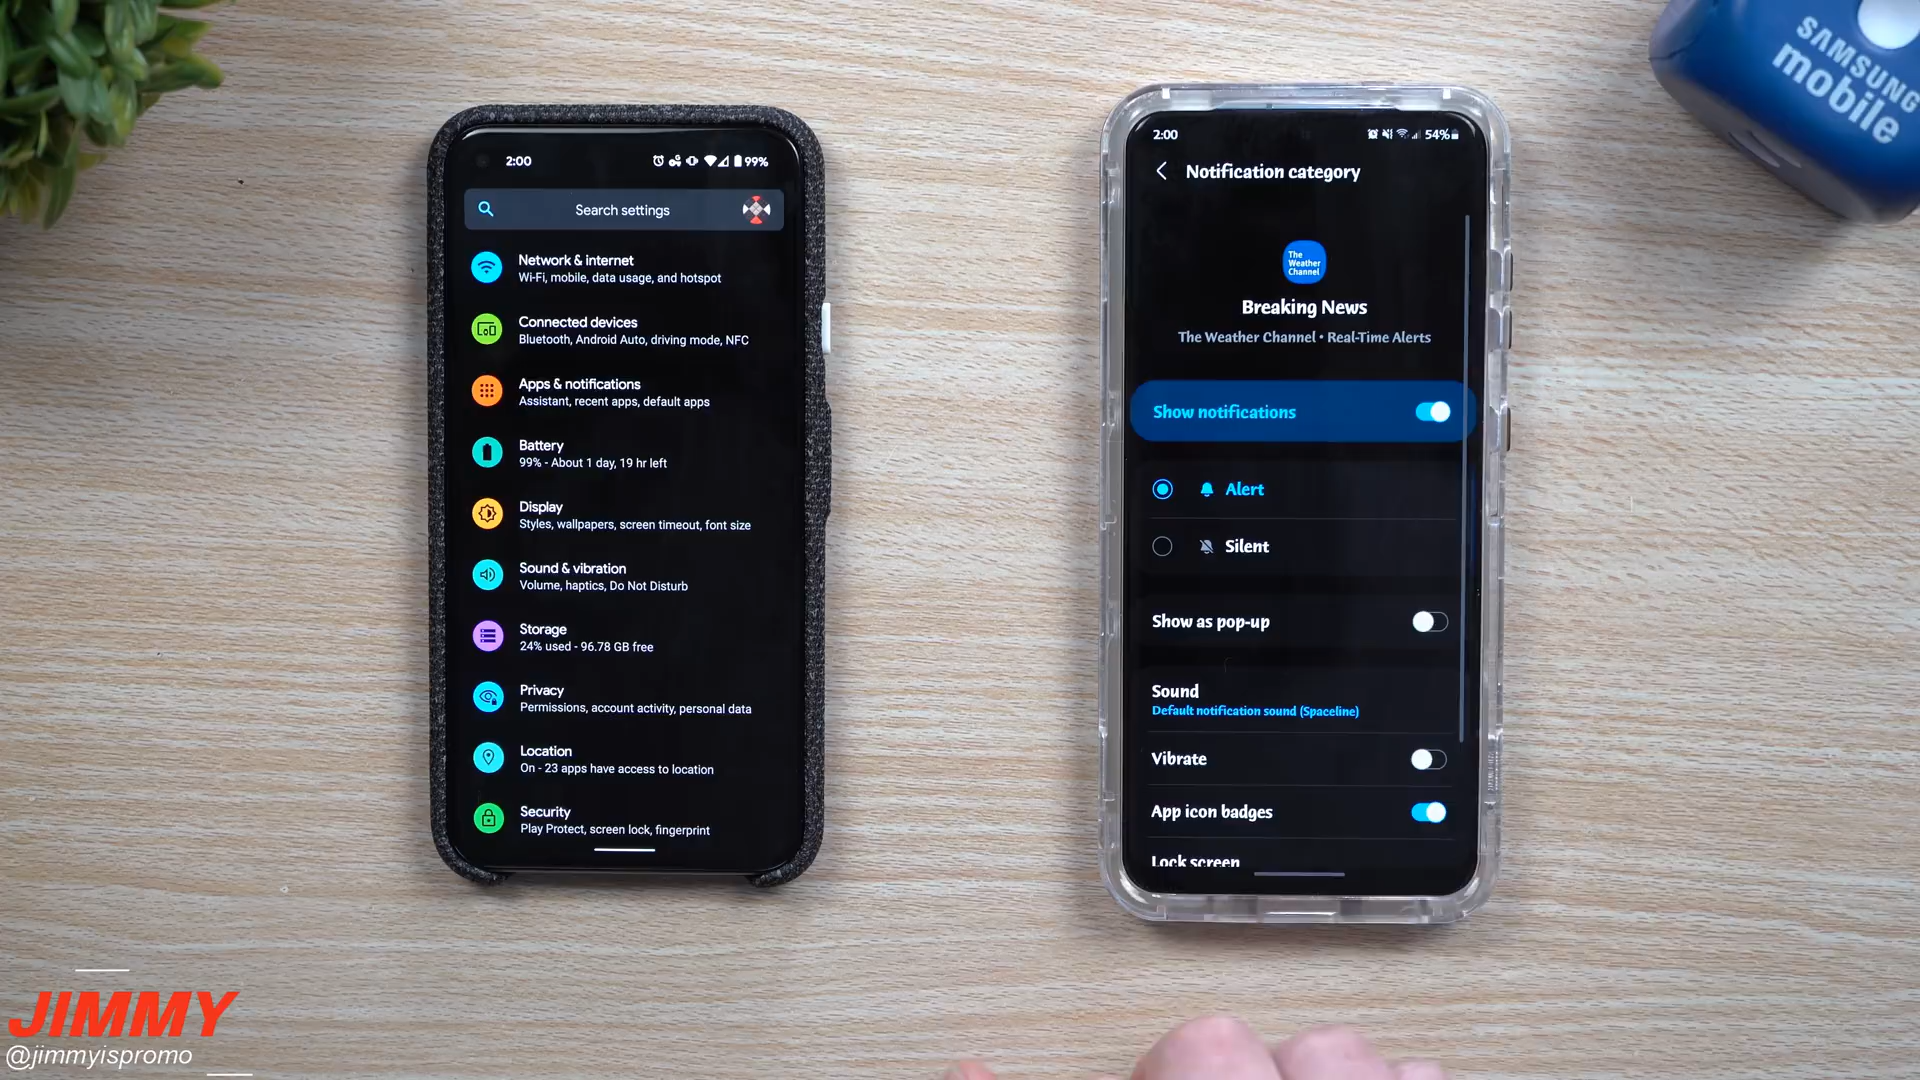 2:00
99%
Search settings
Network & internet
Wi-Fi, mobile, data usage, and hotspot
Connected devices
Bluetooth, Android Auto, driving mode, NFC
Apps & notifications
Assistant, recent apps, default apps
Battery
99% - About 1 day, 19 hr left
Display
Styles, wallpapers, screen timeout, font size
Sound & vibration
Volume, haptics, Do Not Disturb
Storage
24% used - 96.78 GB free
Privacy
Permissions, account activity, personal data
Location
On - 23 apps have access to location
Security
Play Protect, screen lock, fingerprint
2:00
54%
Notification category
The
Weather
Channel
Breaking News
The Weather Channel • Real-Time Alerts
Show notifications
Alert
Silent
Show as pop-up
Sound
Default notification sound (Spaceline)
Vibrate
App icon badges
Lock screen
SAMSUNG
mobile
JIMMY
@jimmyispromo